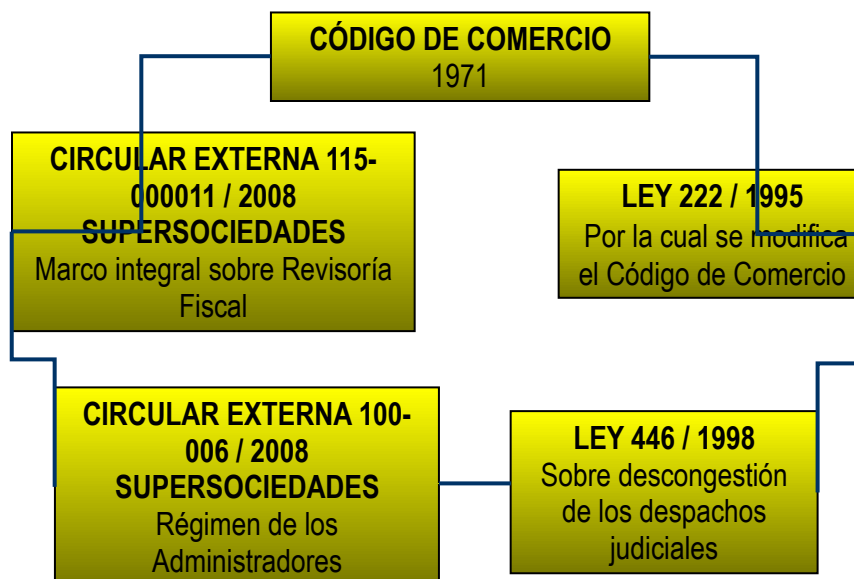 CÓDIGO DE COMERCIO
1971
CIRCULAR EXTERNA 115-
000011 / 2008
SUPERSOCIEDADES
Marco integral sobre Revisoría
Fiscal
LEY 222 / 1995
Por la cual se modifica
el Código de Comercio
CIRCULAR EXTERNA 100-
006 / 2008
SUPERSOCIEDADES
Régimen de los
Administradores
LEY 446 / 1998
Sobre descongestión
de los despachos
judiciales